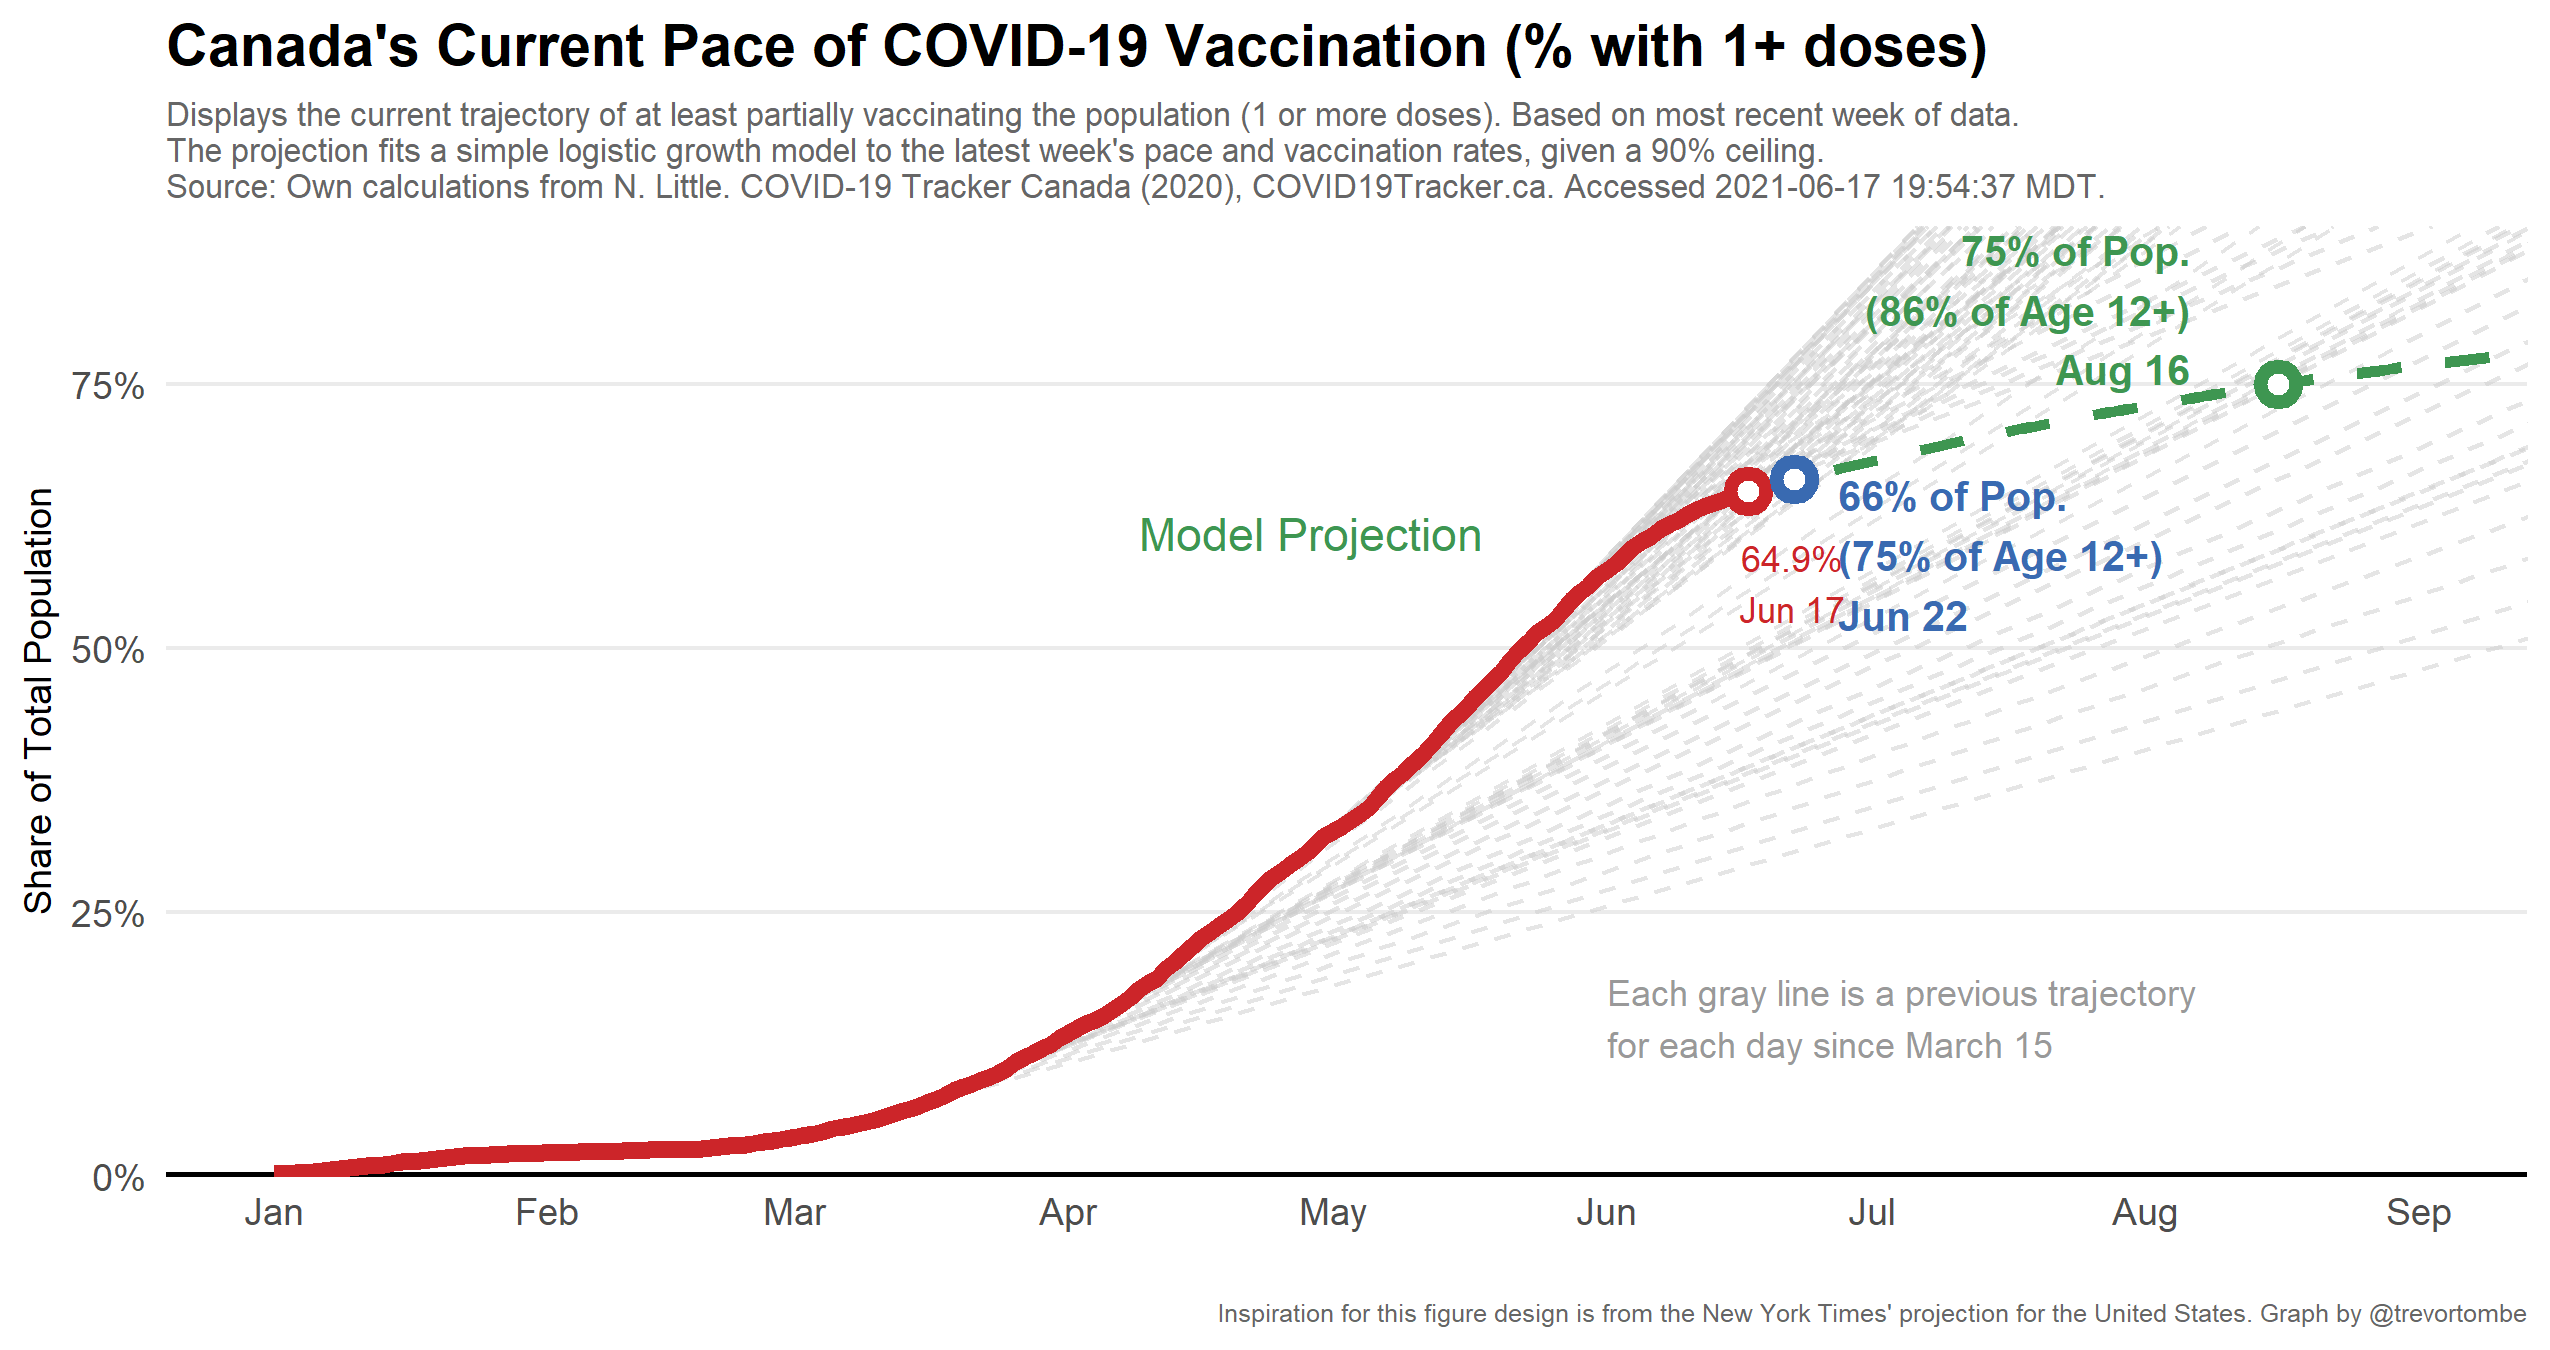 Canada's Current Pace of COVID-19 Vaccination (% with 1+ doses)
Displays the current trajectory of at least partially vaccinating the population (1 or more doses). Based on most recent week of data.
The projection fits a simple logistic growth model to the latest week's pace and vaccination rates, given a 90% ceiling.
Source: Own calculations from N. Little. COVID-19 Tracker Canada (2020), COVID19Tracker.ca. Accessed 2021-06-17 19:54:37 MDT.
75% of Pop.
(86% of Age 12+)
Aug 16
Model Projection
64.9%
Jun 17
66% of Pop.
(75% of Age 12+)
Jun 22
Each gray line is a previous trajectory
for each day since March 15
Share of Total Population
75%
50%
25%
0%
Jan Feb Mar Apr May Jun Jul Aug Sep
Inspiration for this figure design is from the New York Times' projection for the United States. Graph by @trevortombe